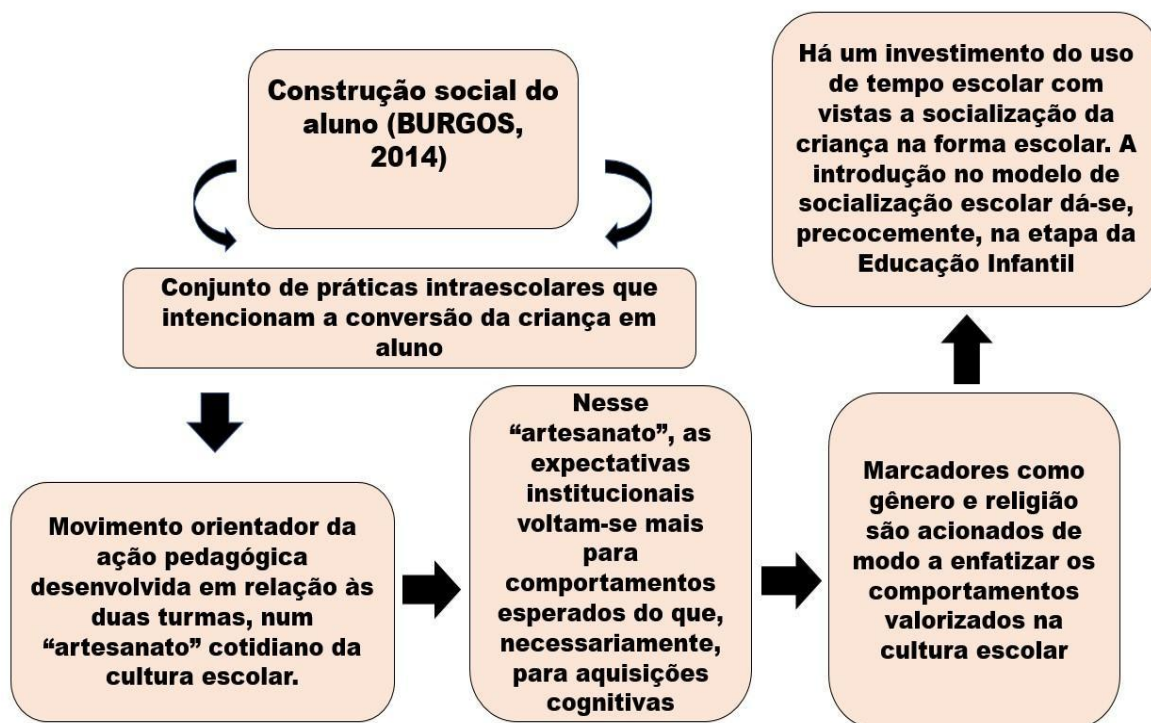 Construção social do
aluno (BURGOS,
2014)
Conjunto de práticas intraescolares que
intencionam a conversão da criança em
aluno
Movimento orientador da
ação pedagógica
desenvolvida em relação às
duas turmas, num
“artesanato” cotidiano da
cultura escolar.
Nesse
“artesanato”, as
expectativas
institucionais
voltam-se mais
para
comportamentos
esperados do que,
necessariamente,
para aquisições
cognitivas
Marcadores como
gênero e religião
são acionados de
modo a enfatizar os
comportamentos
valorizados na
cultura escolar
Há um investimento do uso
de tempo escolar com
vistas a socialização da
criança na forma escolar. A
introdução no modelo de
socialização escolar dá-se,
precocemente, na etapa da
Educação Infantil